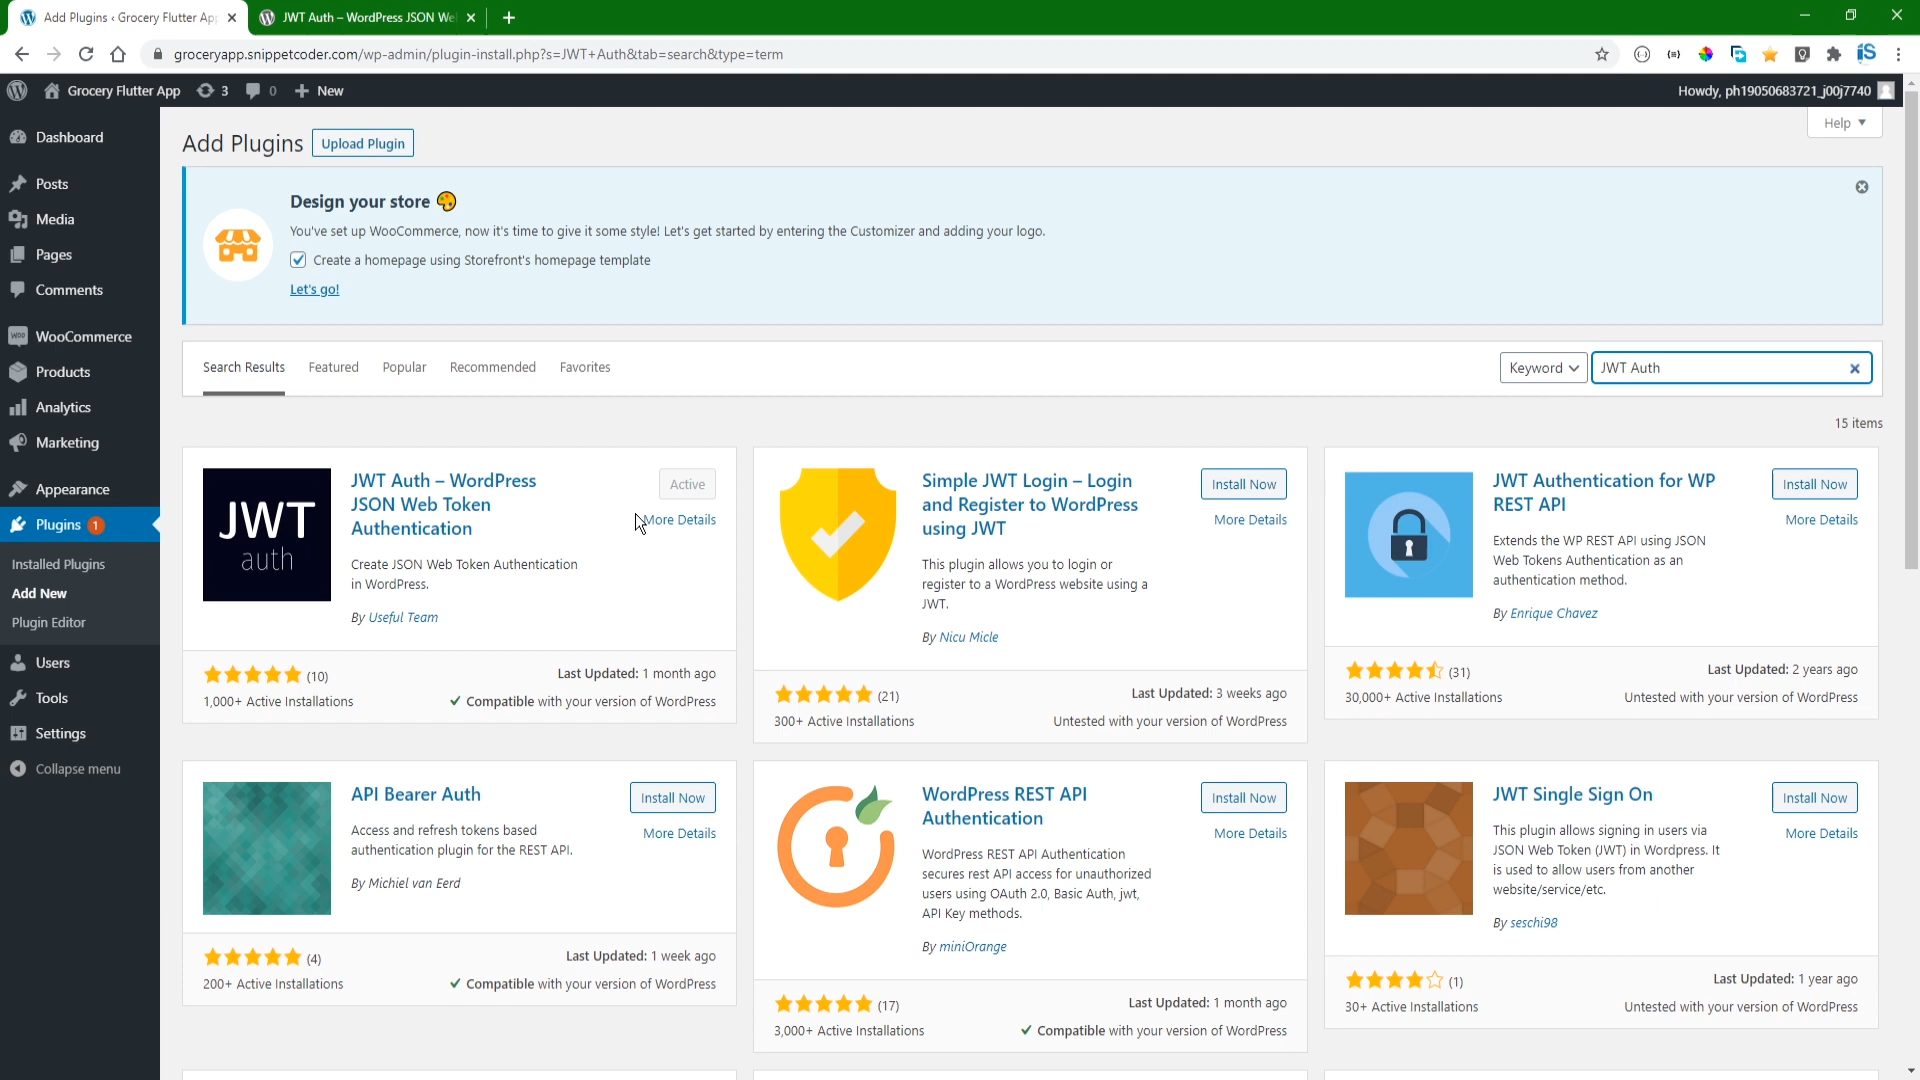 Add Plugins ‹ Grocery Flutter Ap
JWT Auth – WordPress JSON We
groceryapp.snippetcoder.com/wp-admin/plugin-install.php?s=JWT+Auth&tab=search&type=term
Grocery Flutter App 3 0 New
Howdy, ph19050683721_j00j7740
Dashboard
Posts
Media
Pages
Comments
WooCommerce
Products
Analytics
Marketing
Appearance
Plugins 1
Installed Plugins
Add New
Plugin Editor
Users
Tools
Settings
Collapse menu
Help
Add Plugins Upload Plugin
Design your store
You've set up WooCommerce, now it's time to give it some style! Let's get started by entering the Customizer and adding your logo.
Create a homepage using Storefront's homepage template
Let's go!
Search Results Featured Popular Recommended Favorites
Keyword JWT Auth
15 items
JWT
auth
JWT Auth – WordPress
JSON Web Token
Authentication
Active
More Details
Create JSON Web Token Authentication
in WordPress.
By Useful Team
(10)
Last Updated: 1 month ago
1,000+ Active Installations
Compatible with your version of WordPress
Simple JWT Login – Login
and Register to WordPress
using JWT
Install Now
More Details
This plugin allows you to login or
register to a WordPress website using a
JWT.
By Nicu Micle
(21)
Last Updated: 3 weeks ago
300+ Active Installations
Untested with your version of WordPress
JWT Authentication for WP
REST API
Install Now
More Details
Extends the WP REST API using JSON
Web Tokens Authentication as an
authentication method.
By Enrique Chavez
(31)
Last Updated: 2 years ago
30,000+ Active Installations
Untested with your version of WordPress
API Bearer Auth
Install Now
More Details
Access and refresh tokens based
authentication plugin for the REST API.
By Michiel van Eerd
(4)
Last Updated: 1 week ago
200+ Active Installations
Compatible with your version of WordPress
WordPress REST API
Authentication
Install Now
More Details
WordPress REST API Authentication
secures rest API access for unauthorized
users using OAuth 2.0, Basic Auth, jwt,
API Key methods.
By miniOrange
(17)
Last Updated: 1 month ago
3,000+ Active Installations
Compatible with your version of WordPress
JWT Single Sign On
Install Now
More Details
This plugin allows signing in users via
JSON Web Token (JWT) in Wordpress. It
is used to allow users from another
website/service/etc.
By seschi98
(1)
Last Updated: 1 year ago
30+ Active Installations
Untested with your version of WordPress